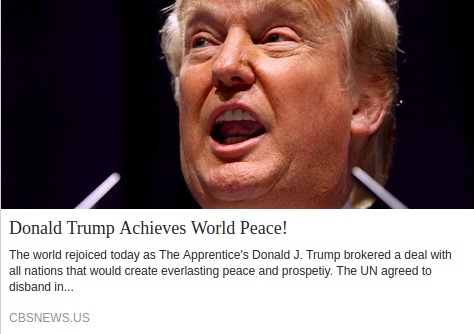 Donald Trump Achieves World Peace!
The world rejoiced today as The Apprentice's Donald J. Trump brokered a deal with
all nations that would create everlasting peace and prospetiy. The UN agreed to
disband in...
CBSNEWS.US